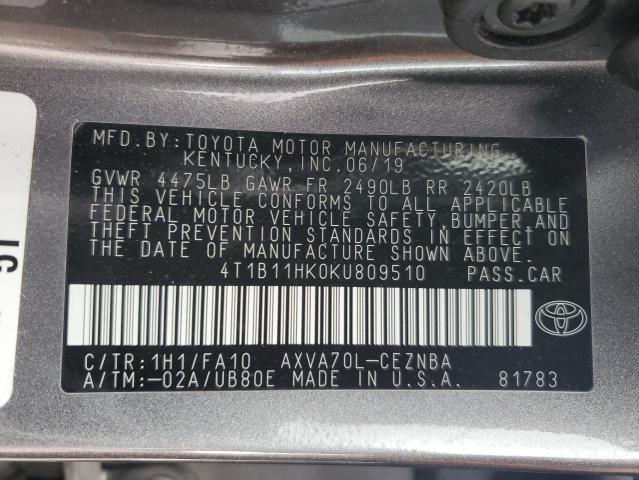 MFD.BY:TOYOTA MOTOR MANUFACTURING
KENTUCKY,INC.06/19
GVWR 4475LB GAWR FR 2490LB RR 2420LB
THIS VEHICLE CONFORMS TO ALL APPLICABLE
FEDERAL MOTOR VEHICLE SAFETY,BUMPER,AND
THEFT PREVENTION STANDARDS IN EFFECT ON
THE DATE OF MANUFACTURE SHOWN ABOVE.
4T1B11HK0KU809510 PASS.CAR
C/TR:1H1/FA10 AXVA70L-CEZNBA
A/TM:-02A/UB80E MADE IN U.S.A. 81783